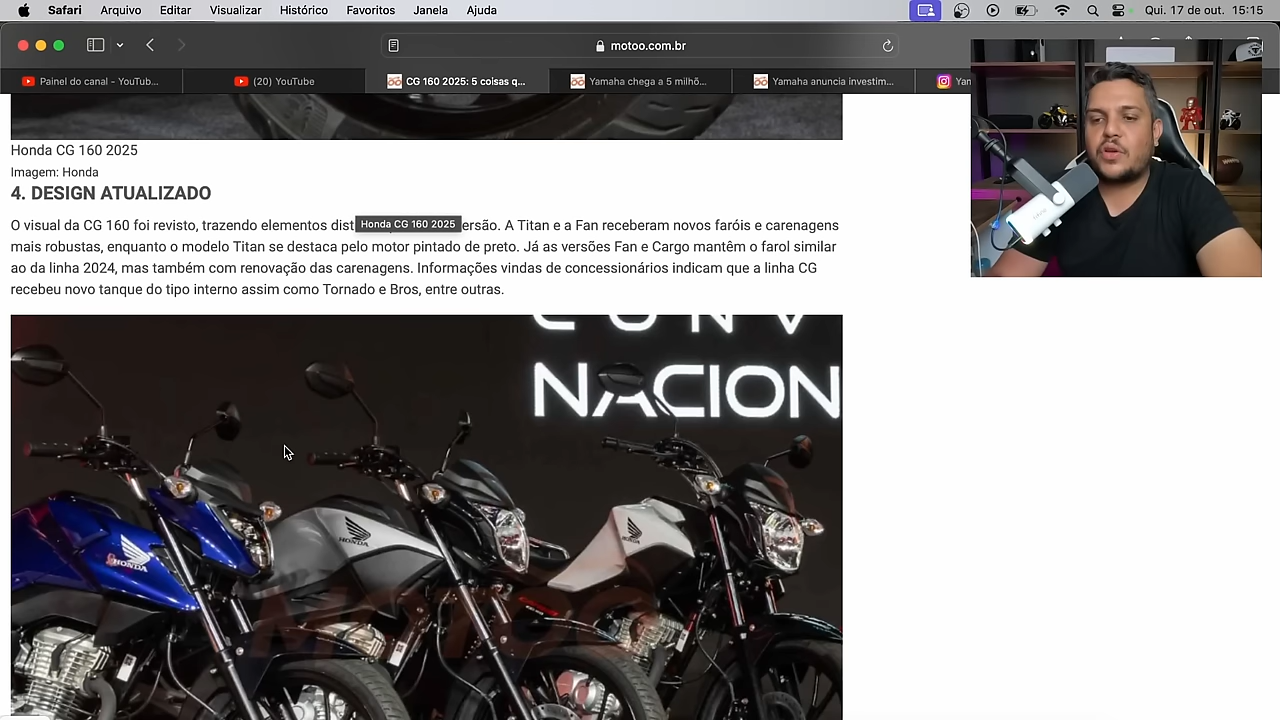 Safari Arquivo Editar Visualizar Histórico Favoritos Janela Ajuda Qui. 17 de out. 15:15
motoo.com.br
Painel do canal - YouTub... (20) YouTube CG 160 2025: 5 coisas q... Yamaha chega a 5 milhõ... Yamaha anuncia investim... Yan
Honda CG 160 2025
Imagem: Honda
4. DESIGN ATUALIZADO
O visual da CG 160 foi revisto, trazendo elementos dist Honda CG 160 2025 ersão. A Titan e a Fan receberam novos faróis e carenagens
mais robustas, enquanto o modelo Titan se destaca pelo motor pintado de preto. Já as versões Fan e Cargo mantêm o farol similar
ao da linha 2024, mas também com renovação das carenagens. Informações vindas de concessionários indicam que a linha CG
recebeu novo tanque do tipo interno assim como Tornado e Bros, entre outras.
CONV
NACION
HONDA HONDA HONDA
MOTOO